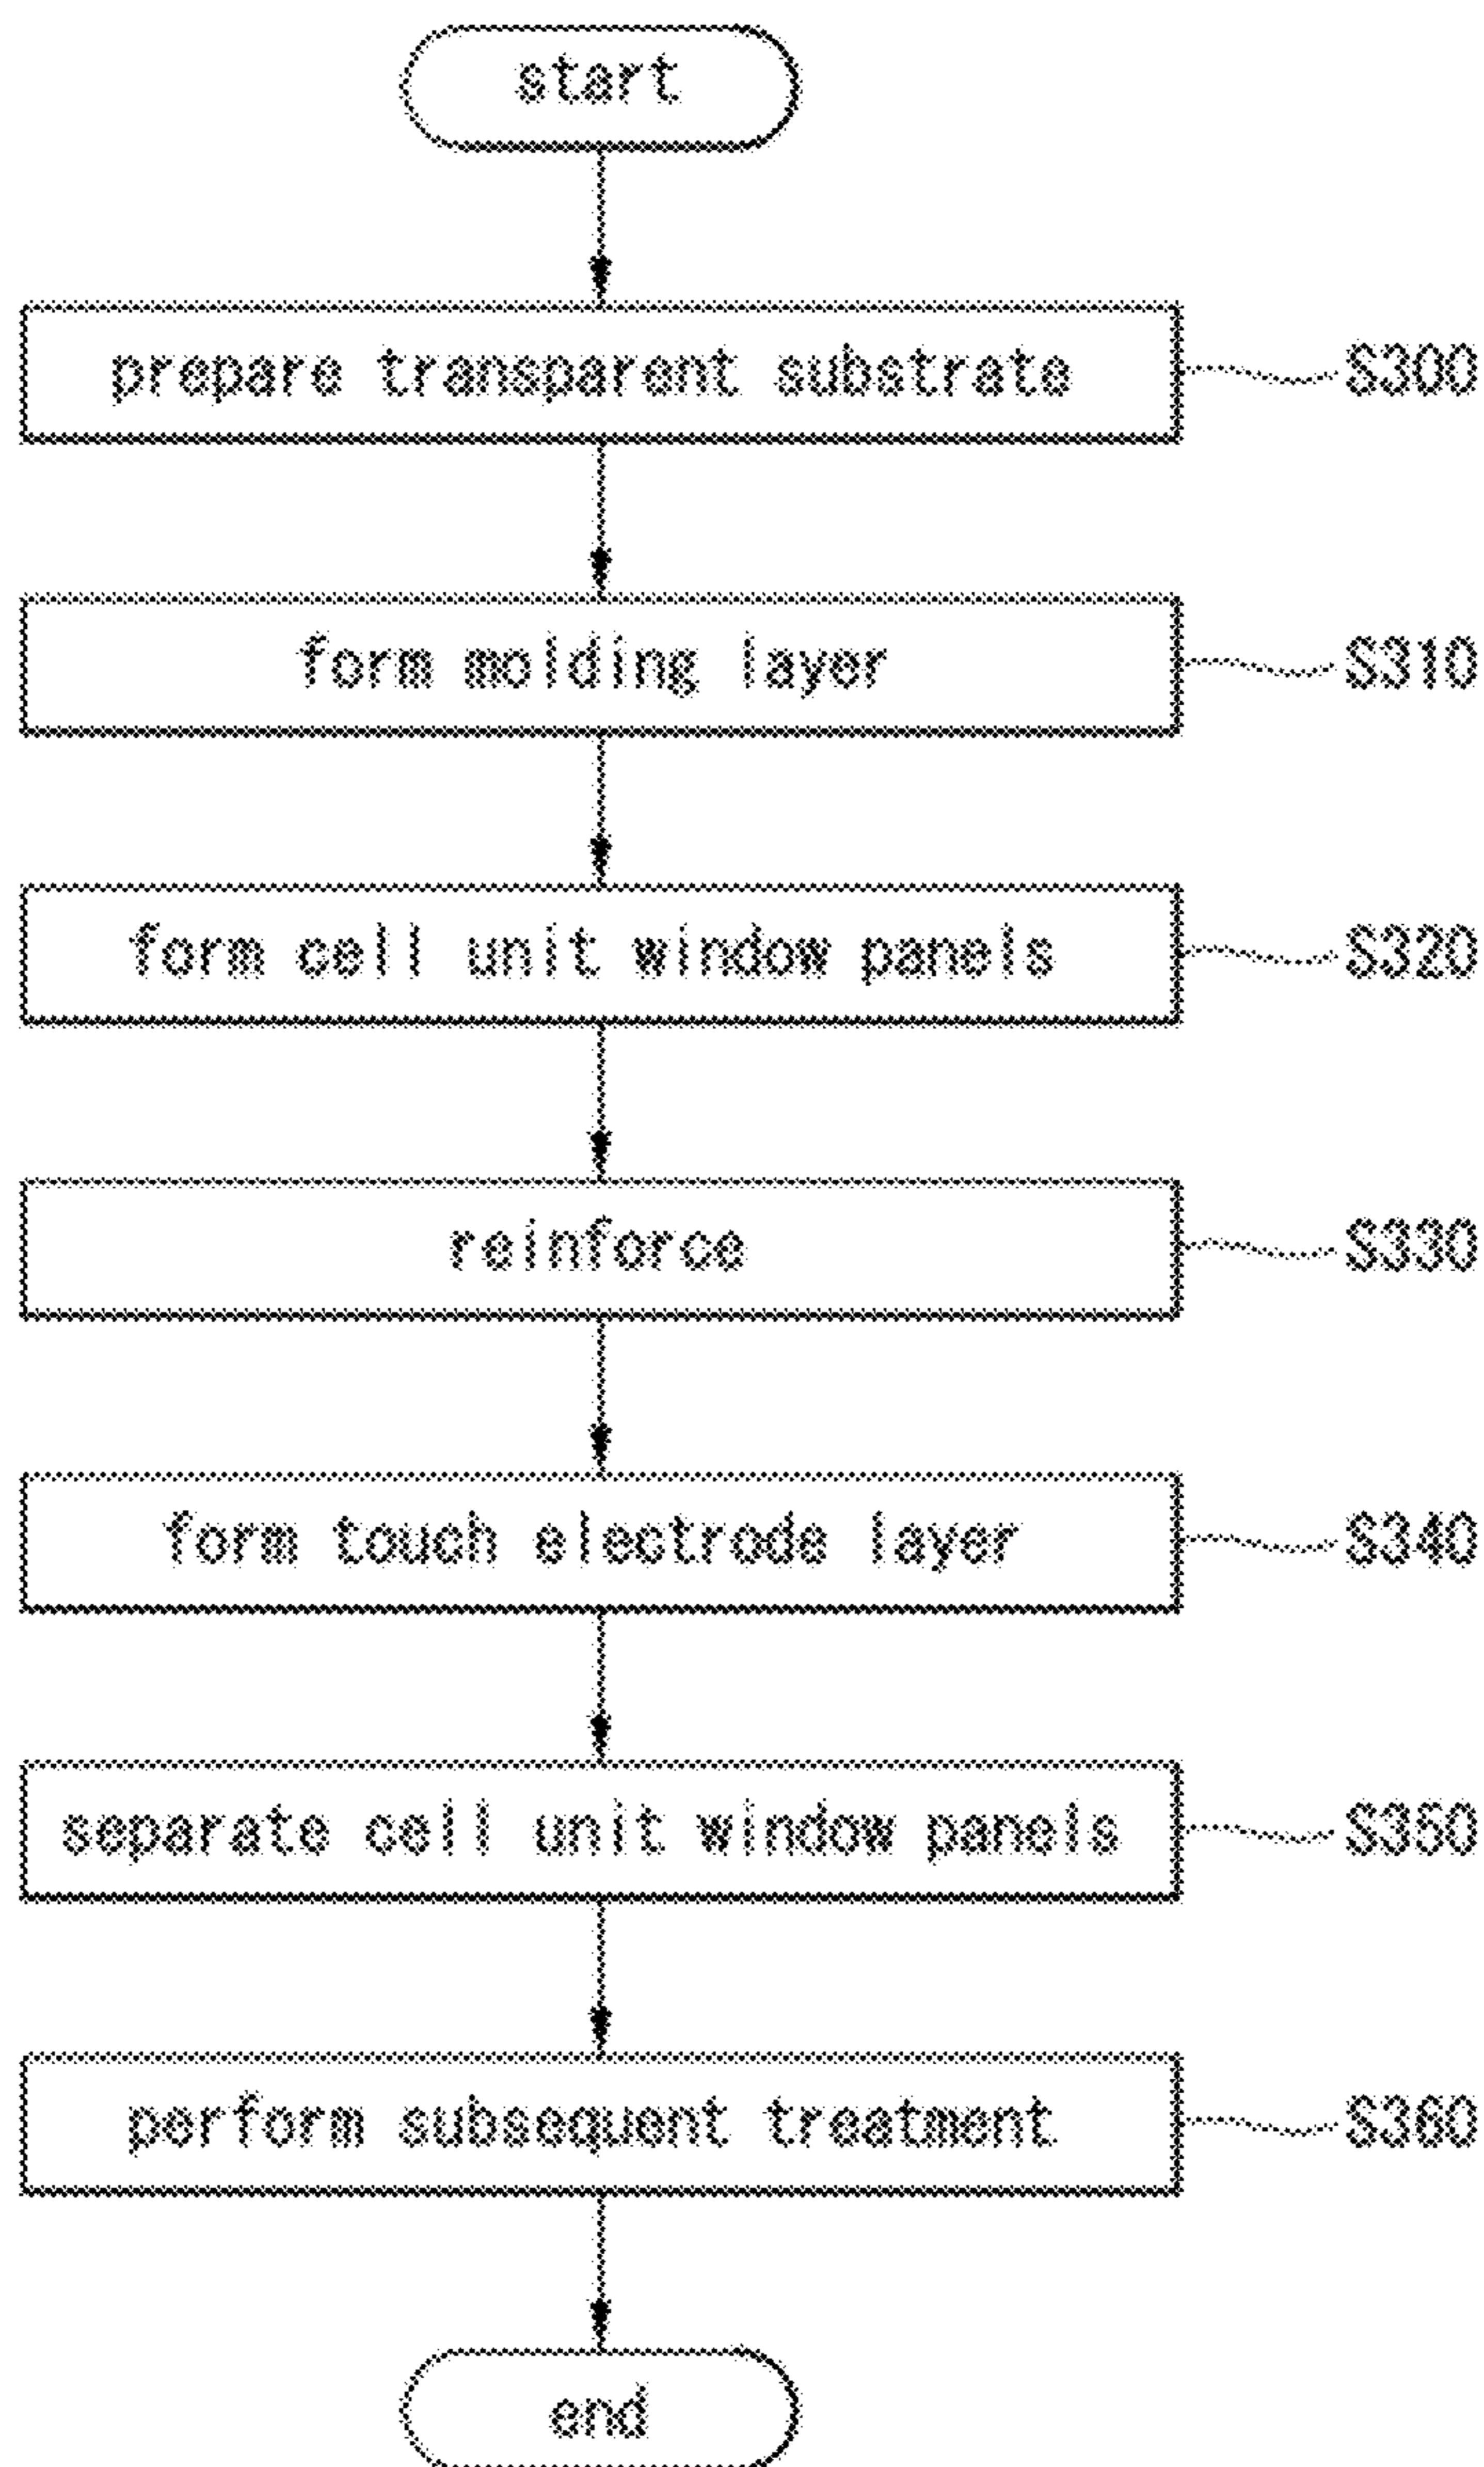 start
prepare transparent substrate S300
form molding layer S310
form cell unit window panels S320
reinforce S330
form touch electrode layer S340
separate cell unit window panels S350
perform subsequent treatment S360
end